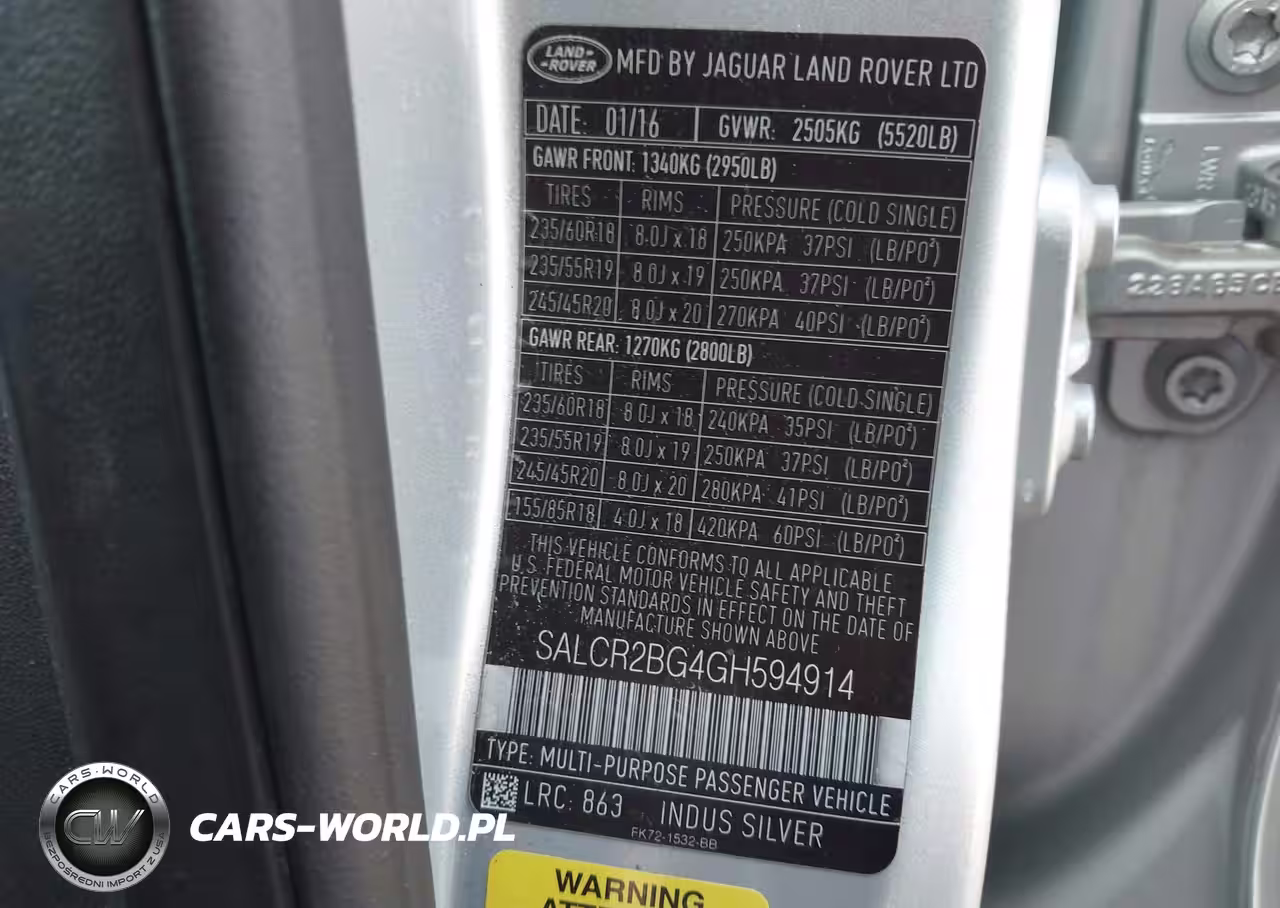 LAND-
-ROVER
MFD BY JAGUAR LAND ROVER LTD
DATE: 01/16 GVWR: 2505KG (5520LB)
GAWR FRONT: 1340KG (2950LB)
TIRES RIMS PRESSURE (COLD SINGLE)
235/60R18 8.0J x 18 250KPA 37PSI (LB/PO²)
235/55R19 8.0J x 19 250KPA 37PSI (LB/PO²)
245/45R20 8.0J x 20 270KPA 40PSI (LB/PO²)
GAWR REAR: 1270KG (2800LB)
TIRES RIMS PRESSURE (COLD SINGLE)
235/60R18 8.0J x 18 240KPA 35PSI (LB/PO²)
235/55R19 8.0J x 19 250KPA 37PSI (LB/PO²)
245/45R20 8.0J x 20 280KPA 41PSI (LB/PO²)
155/85R18 4.0J x 18 420KPA 60PSI (LB/PO²)
THIS VEHICLE CONFORMS TO ALL APPLICABLE
U.S. FEDERAL MOTOR VEHICLE SAFETY AND THEFT
PREVENTION STANDARDS IN EFFECT ON THE DATE OF
MANUFACTURE SHOWN ABOVE
SALCR2BG4GH594914
TYPE: MULTI-PURPOSE PASSENGER VEHICLE
LRC: 863 INDUS SILVER
FK72-1532-BB
WARNING
CARS-WORLD
CW
BEZPOŚREDNI IMPORT Z USA
CARS-WORLD.PL